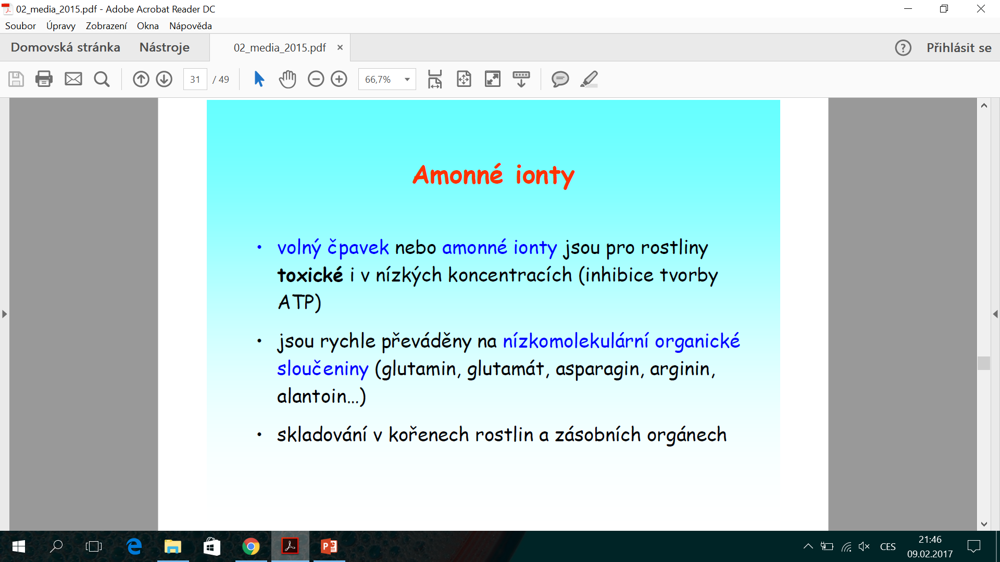 02_media_2015.pdf - Adobe Acrobat Reader DC
Soubor Úpravy Zobrazení Okna Nápověda
Domovská stránka Nástroje 02_media_2015.pdf × ? Přihlásit se
31 / 49 66,7%
Amonné ionty
• volný čpavek nebo amonné ionty jsou pro rostliny
toxické i v nízkých koncentracích (inhibice tvorby
ATP)
• jsou rychle převáděny na nízkomolekulární organické
sloučeniny (glutamin, glutamát, asparagin, arginin,
alantoin...)
• skladování v kořenech rostlin a zásobních orgánech
CES
21:46
09.02.2017